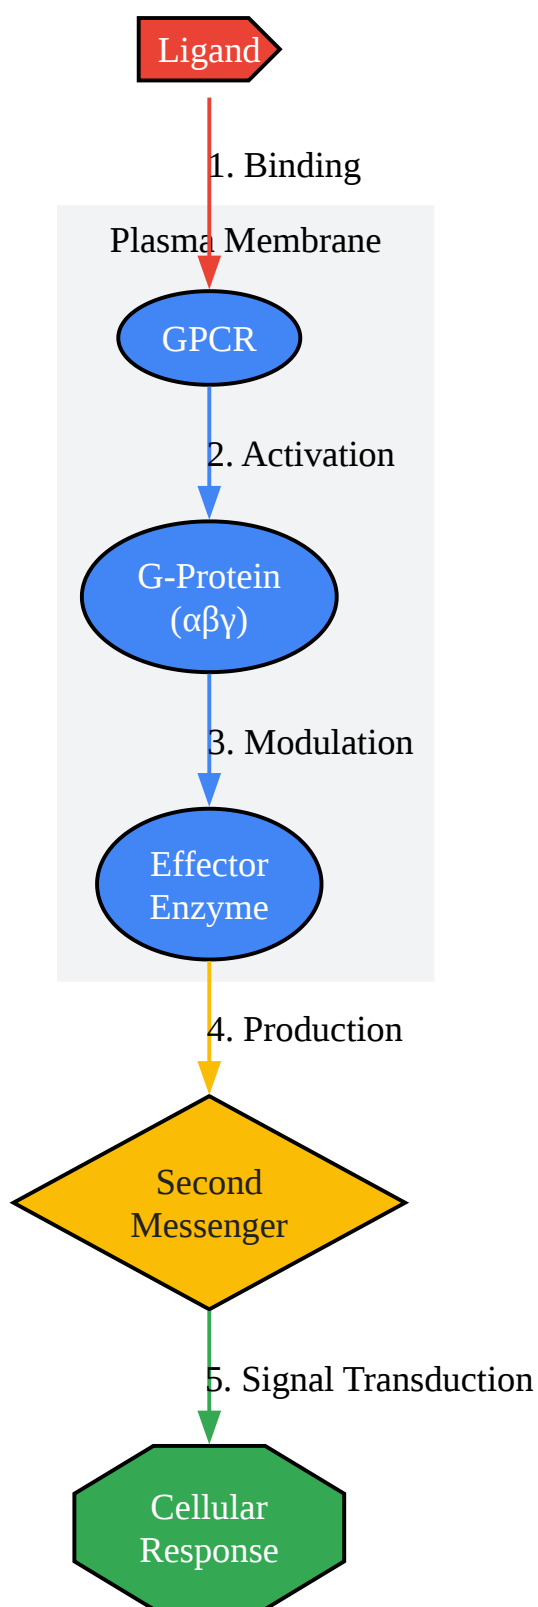 Ligand
1. Binding
Plasma Membrane
GPCR
2. Activation
G-Protein
(αβγ)
3. Modulation
Effector
Enzyme
4. Production
Second
Messenger
5. Signal Transduction
Cellular
Response